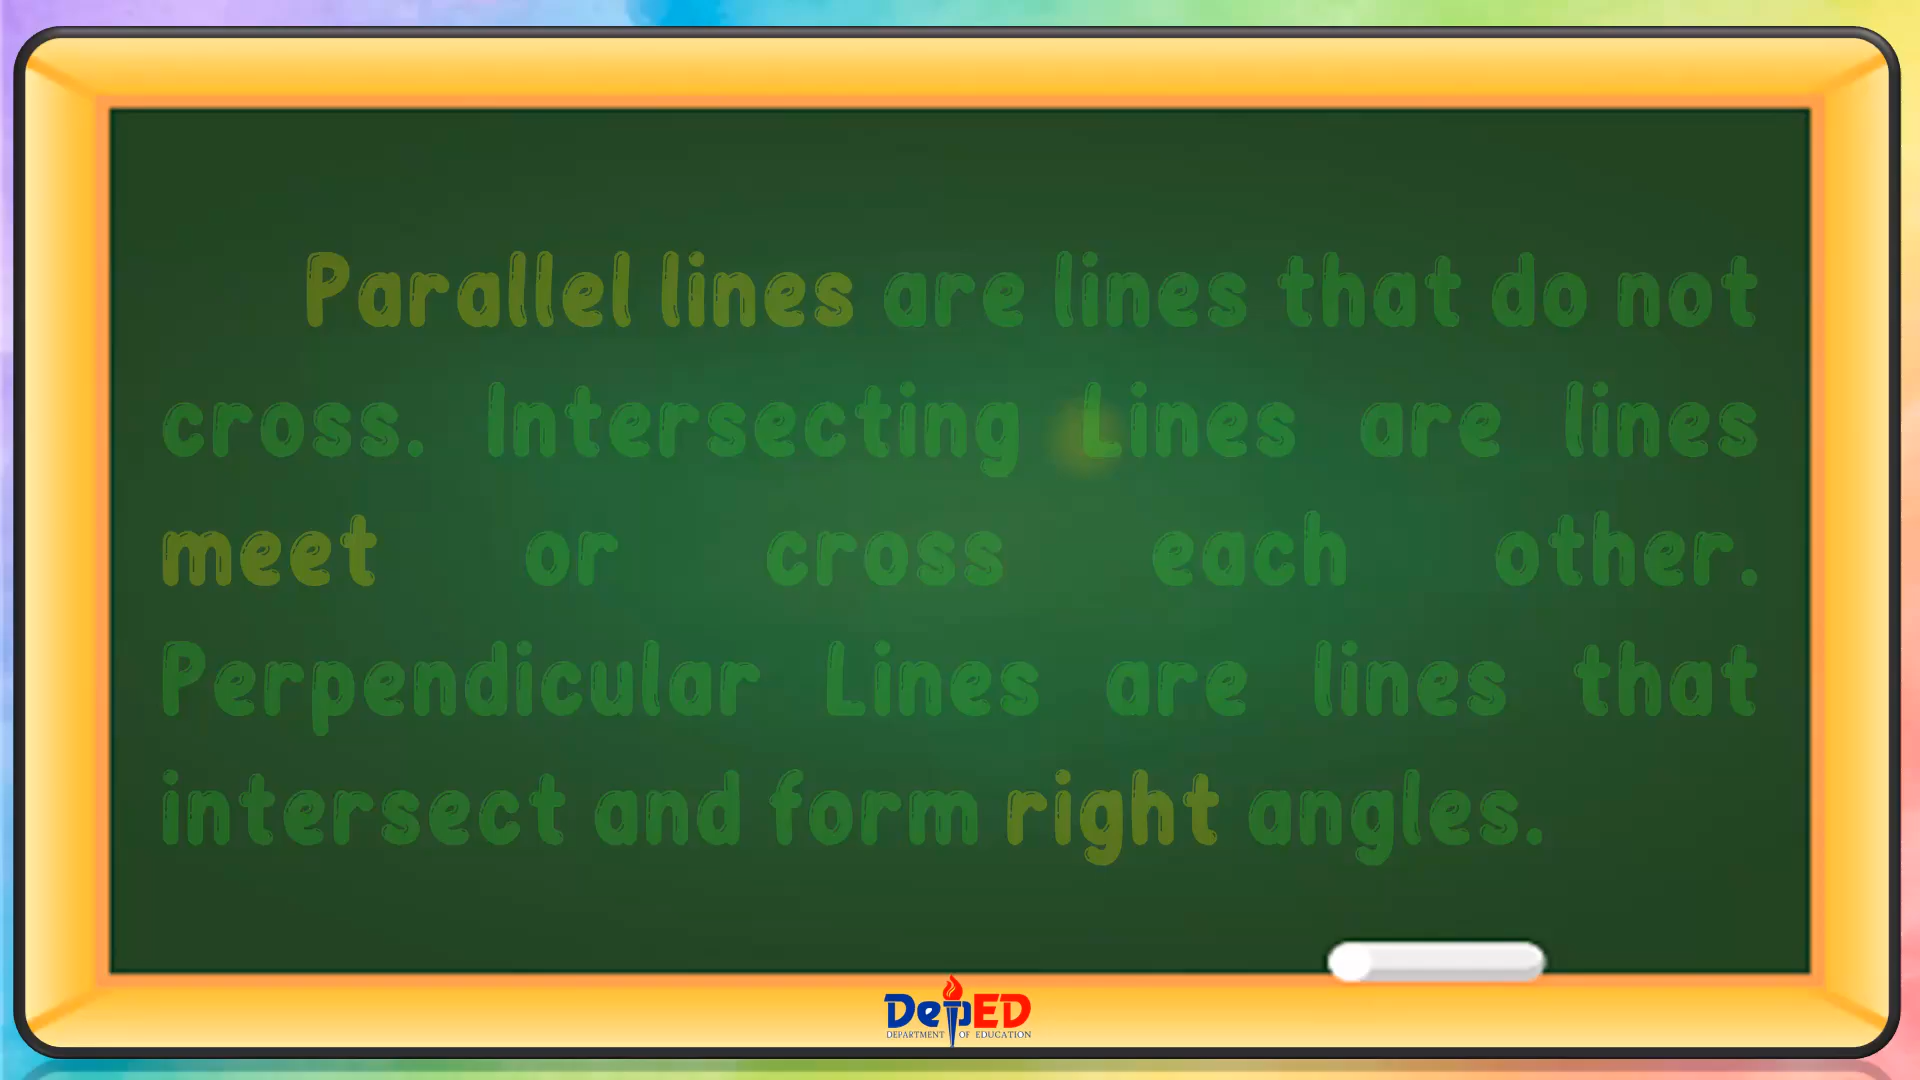 Parallel lines are lines that do not
cross. Intersecting Lines are lines
meet or cross each other.
Perpendicular Lines are lines that
intersect and form right angles.
DepED
DEPARTMENT OF EDUCATION